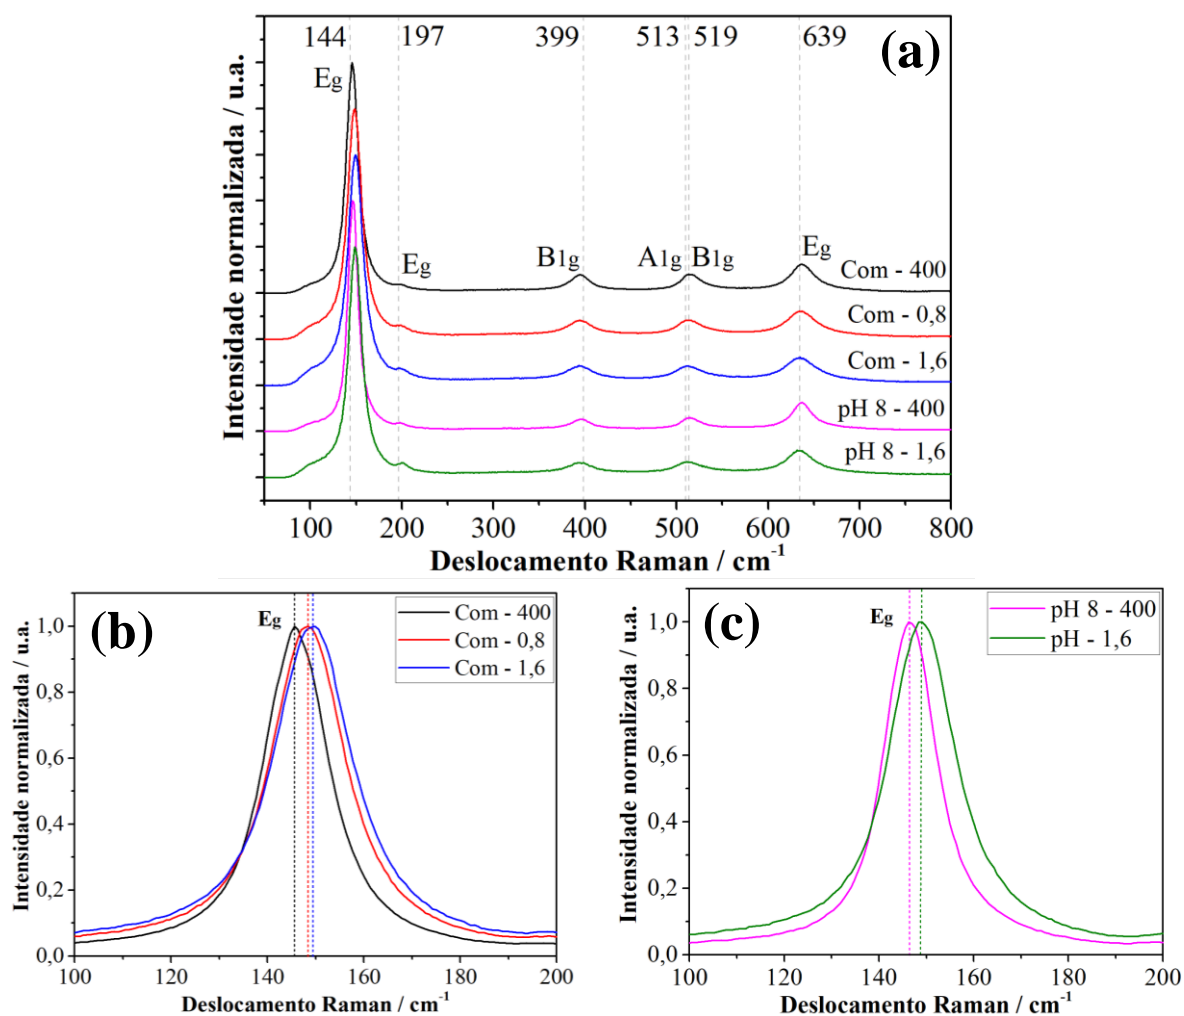 144 197 399 513 519 639 (a)
Eg
Eg B1g A1g B1g Eg
Com - 400
Com - 0,8
Com - 1,6
pH 8 - 400
pH 8 - 1,6
Intensidade normalizada / u.a.
100 200 300 400 500 600 700 800
Deslocamento Raman / cm-1
(b)
Eg
Com - 400
Com - 0,8
Com - 1,6
1,0
0,8
0,6
0,4
0,2
0,0
Intensidade normalizada / u.a.
100 120 140 160 180 200
Deslocamento Raman / cm-1
(c)
Eg
pH 8 - 400
pH - 1,6
1,0
0,8
0,6
0,4
0,2
0,0
Intensidade normalizada / u.a.
100 120 140 160 180 200
Deslocamento Raman / cm-1